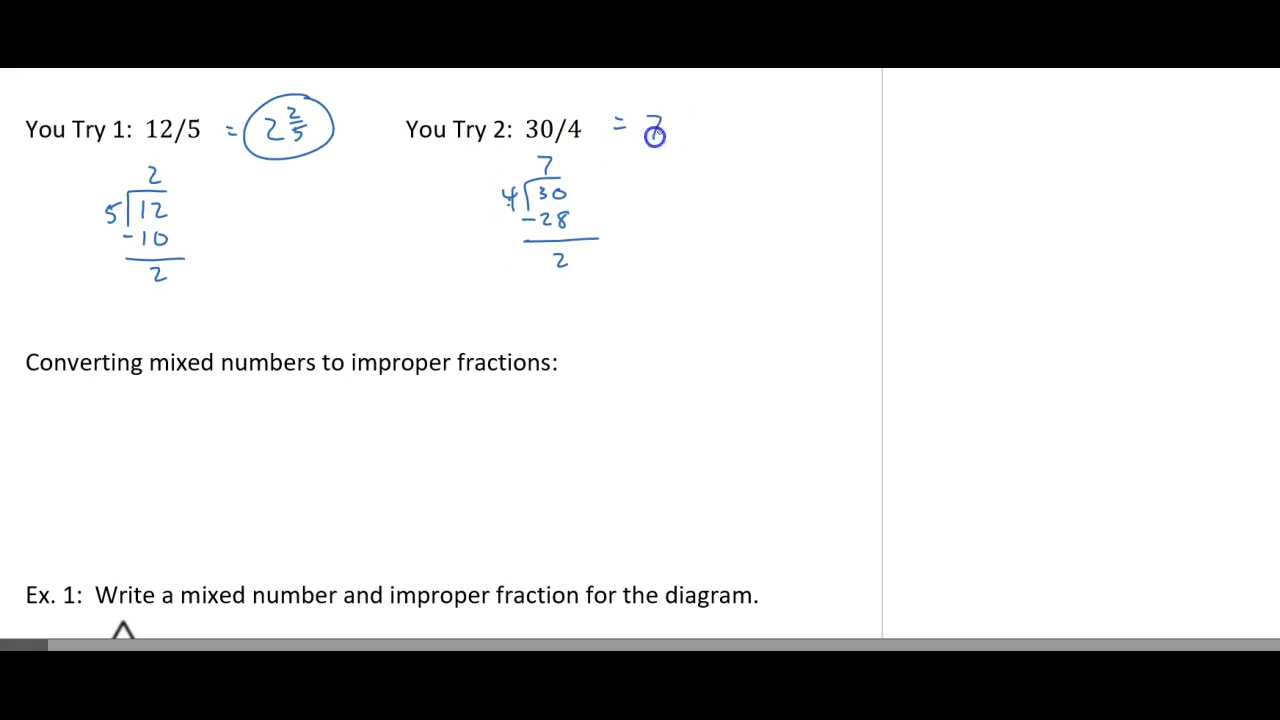 You Try 1: 12/5 = 2 2/5
You Try 2: 30/4 = 7
2
5 12
-10
2
7
4 30
-28
2
Converting mixed numbers to improper fractions:
Ex. 1: Write a mixed number and improper fraction for the diagram.